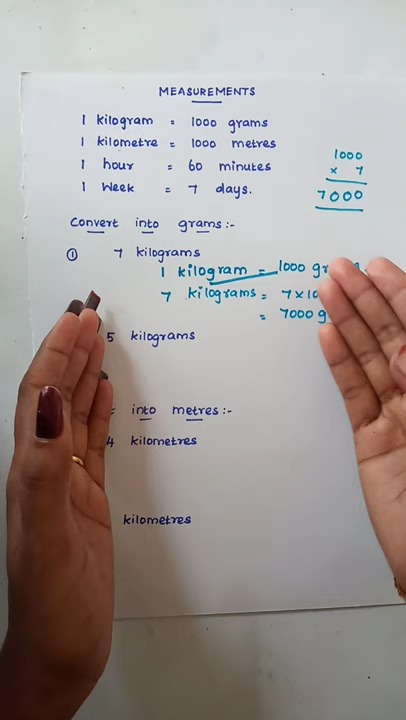 MEASUREMENTS
1 kilogram = 1000 grams
1 kilometre = 1000 metres
1 hour = 60 minutes
1 week = 7 days.
1000
× 7
7000
Convert into grams:-
① 7 kilograms
1 kilogram = 1000
7 kilograms =
= 7000
5 kilograms
into metres:-
4 kilometres
kilometres